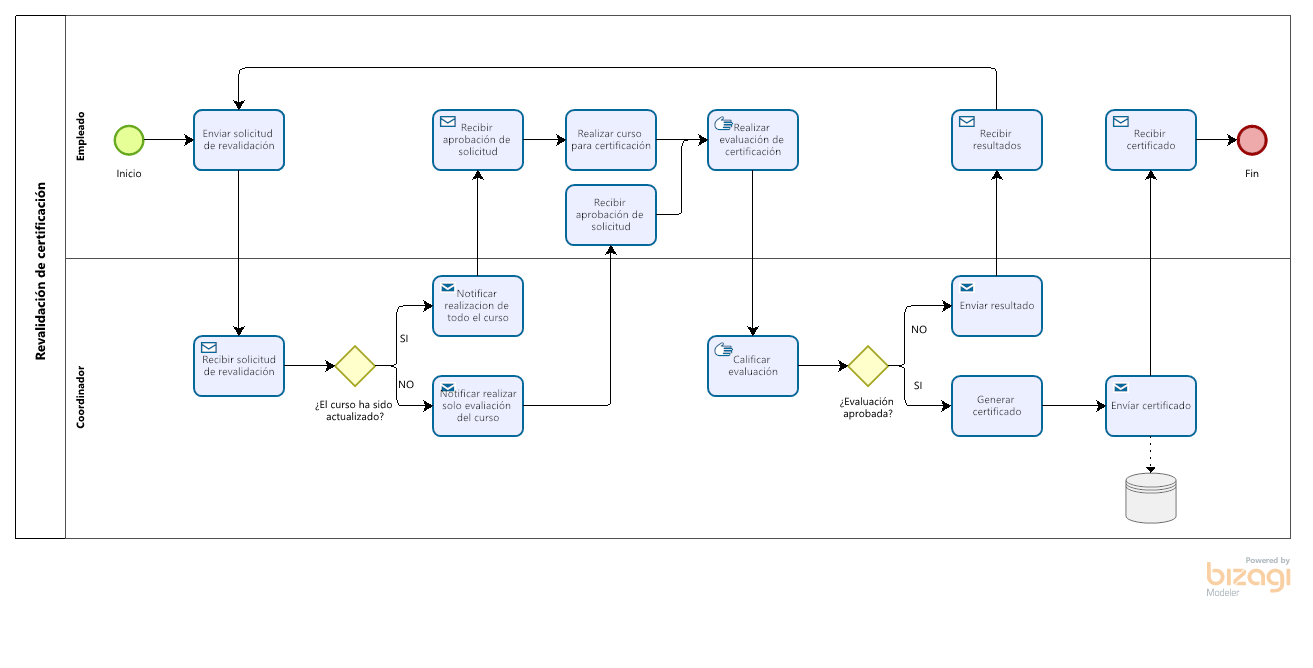 Revalidación de certificación
Empleado
Inicio
Enviar solicitud
de revalidación
Recibir
aprobación de
solicitud
Realizar curso
para certificación
Realizar
evaluación de
certificación
Recibir
resultados
Recibir
certificado
Fin
Recibir
aprobación de
solicitud
Coordinador
Recibir solicitud
de revalidación
¿El curso ha sido
actualizado?
SI
NO
Notificar
realizacion de
todo el curso
Notificar realizar
solo evaliación
del curso
Calificar
evaluación
¿Evaluación
aprobada?
NO
SI
Envíar resultado
Generar
certificado
Envíar certificado
Powered by
bizagi
Modeler